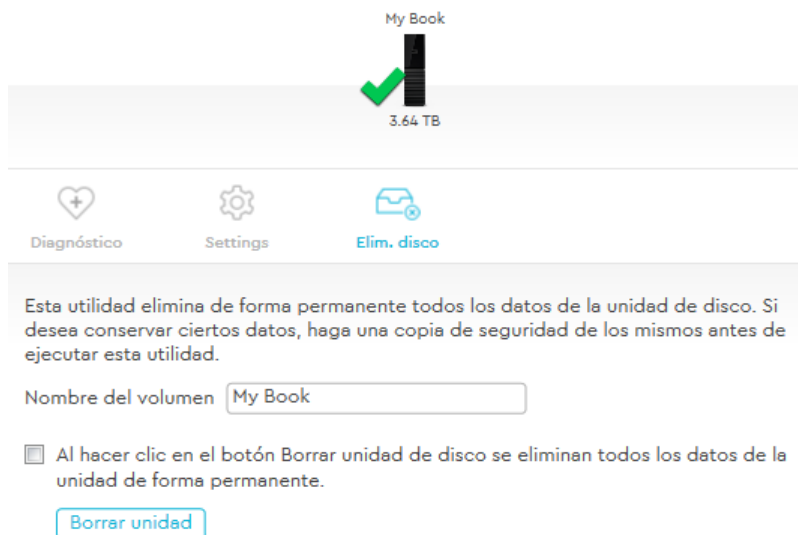 My Book
3.64 TB
Diagnóstico
Settings
Elim. disco
Esta utilidad elimina de forma permanente todos los datos de la unidad de disco. Si
desea conservar ciertos datos, haga una copia de seguridad de los mismos antes de
ejecutar esta utilidad.
Nombre del volumen My Book
Al hacer clic en el botón Borrar unidad de disco se eliminan todos los datos de la
unidad de forma permanente.
Borrar unidad